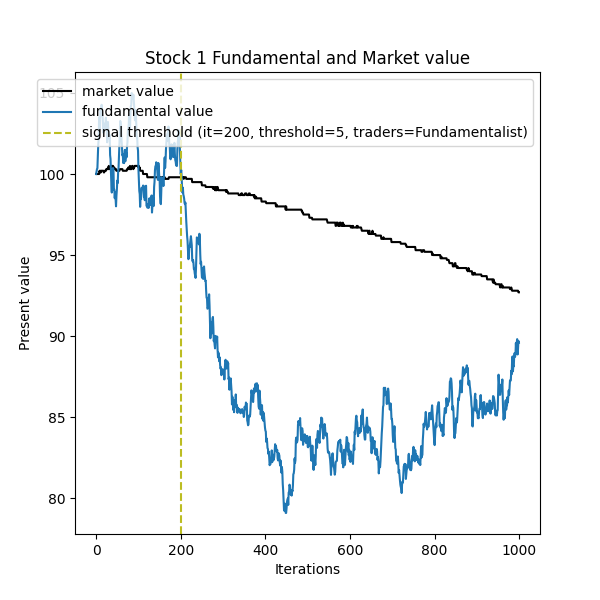 Stock 1 Fundamental and Market value
market value
fundamental value
signal threshold (it=200, threshold=5, traders=Fundamentalist)
105
100
95
90
85
80
Present value
0 200 400 600 800 1000
Iterations